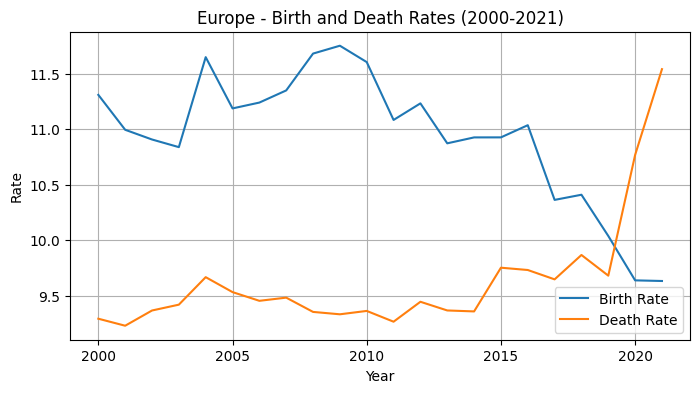 Europe - Birth and Death Rates (2000-2021)
Rate
11.5
11.0
10.5
10.0
9.5
Birth Rate
Death Rate
2000 2005 2010 2015 2020
Year